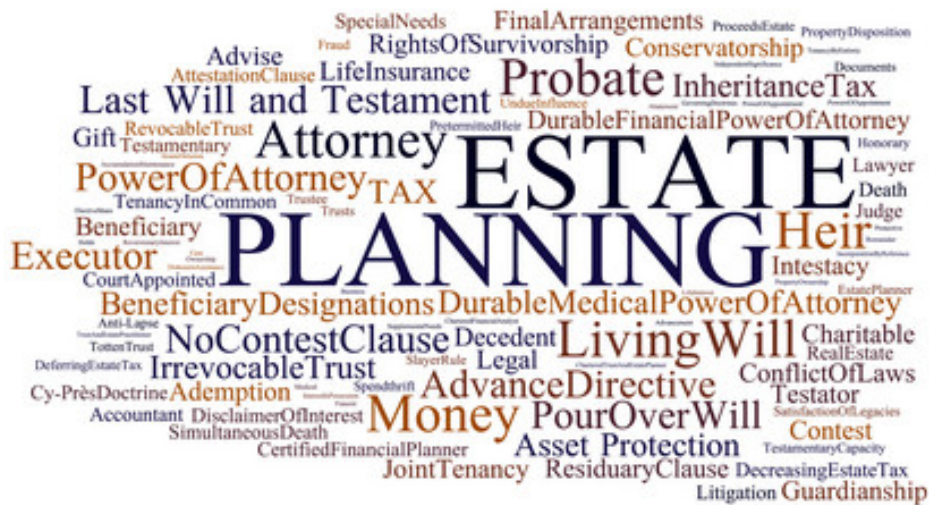 SpecialNeeds FinalArrangements ProceedsEstate PropertyDisposition
Fraud RightsOfSurvivorship Conservatorship
Advise
AttestationClause LifeInsurance Probate InheritanceTax Documents
Last Will and Testament UndueInfluence
Gift RevocableTrust Attorney PretermittedHeir DurableFinancialPowerOfAttorney
Testamentary ESTATE Honorary
PowerOfAttorney TAX Lawyer
TenancyInCommon Trustee Death
Trusts Judge
Beneficiary PLANNING Heir
Executor
CourtAppointed Intestacy
BeneficiaryDesignations DurableMedicalPowerOfAttorney EstatePlanner
Anti-Lapse NoContestClause Decedent LivingWill Charitable
TottenTrust RealEstate
DeferringEstateTax IrrevocableTrust SlayerRule Legal ConflictOfLaws
Cy-PrèsDoctrine Ademption Spendthrift AdvanceDirective Testator
Accountant DisclaimerOfInterest Money PourOverWill SatisfactionOfLegacies
SimultaneousDeath Contest
CertifiedFinancialPlanner Asset Protection TestamentaryCapacity
JointTenancy ResiduaryClause DecreasingEstateTax
Litigation Guardianship